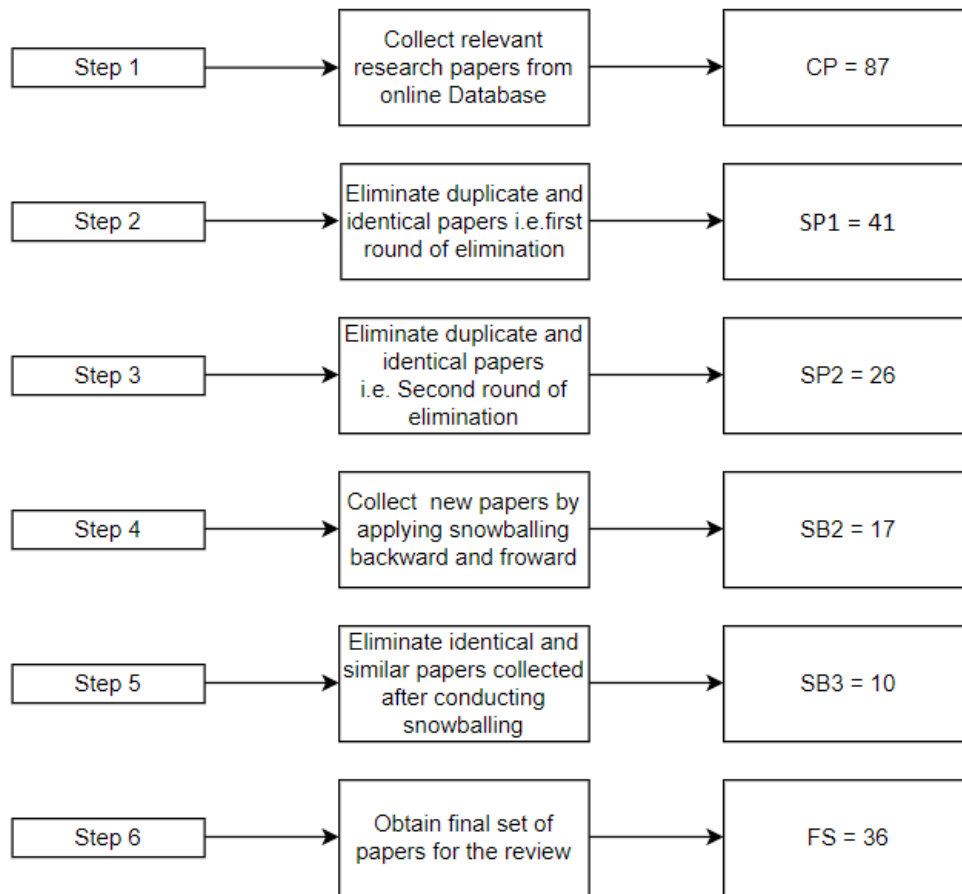 Step 1
Collect relevant
research papers from
online Database
CP = 87
Step 2
Eliminate duplicate and
identical papers i.e.first
round of elimination
SP1 = 41
Step 3
Eliminate duplicate and
identical papers
i.e. Second round of
elimination
SP2 = 26
Step 4
Collect new papers by
applying snowballing
backward and froward
SB2 = 17
Step 5
Eliminate identical and
similar papers collected
after conducting
snowballing
SB3 = 10
Step 6
Obtain final set of
papers for the review
FS = 36